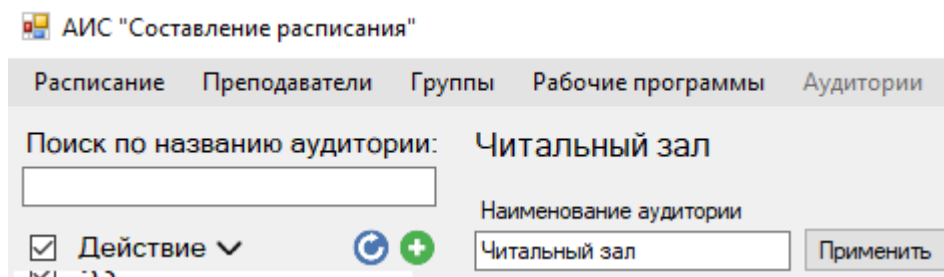 АИС "Составление расписания"
Расписание Преподаватели Группы Рабочие программы Аудитории
Поиск по названию аудитории:
Читальный зал
Наименование аудитории
Действие
Читальный зал Применить